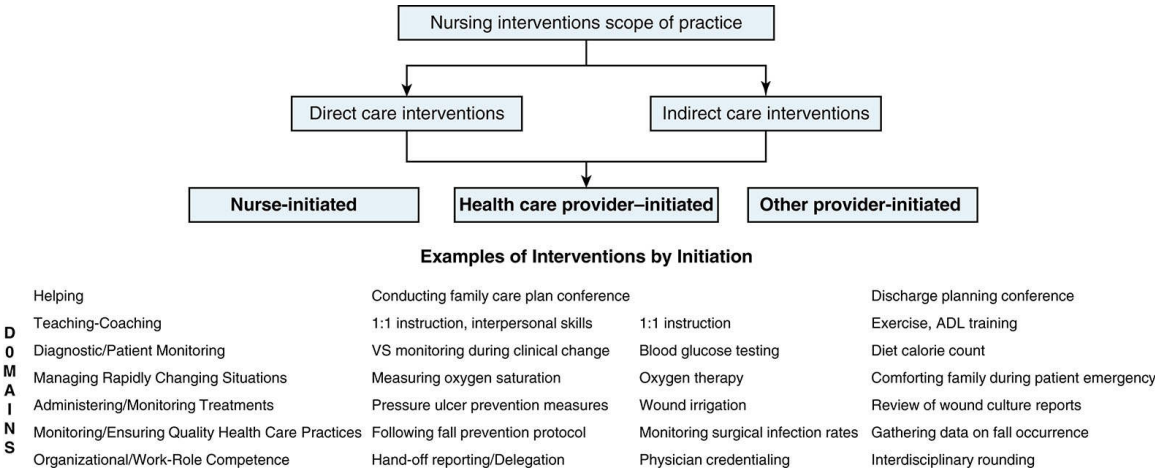 Nursing interventions scope of practice
Direct care interventions Indirect care interventions
Nurse-initiated Health care provider–initiated Other provider-initiated
Examples of Interventions by Initiation
D0MAINS
Helping Conducting family care plan conference Discharge planning conference
Teaching-Coaching 1:1 instruction, interpersonal skills 1:1 instruction Exercise, ADL training
Diagnostic/Patient Monitoring VS monitoring during clinical change Blood glucose testing Diet calorie count
Managing Rapidly Changing Situations Measuring oxygen saturation Oxygen therapy Comforting family during patient emergency
Administering/Monitoring Treatments Pressure ulcer prevention measures Wound irrigation Review of wound culture reports
Monitoring/Ensuring Quality Health Care Practices Following fall prevention protocol Monitoring surgical infection rates Gathering data on fall occurrence
Organizational/Work-Role Competence Hand-off reporting/Delegation Physician credentialing Interdisciplinary rounding